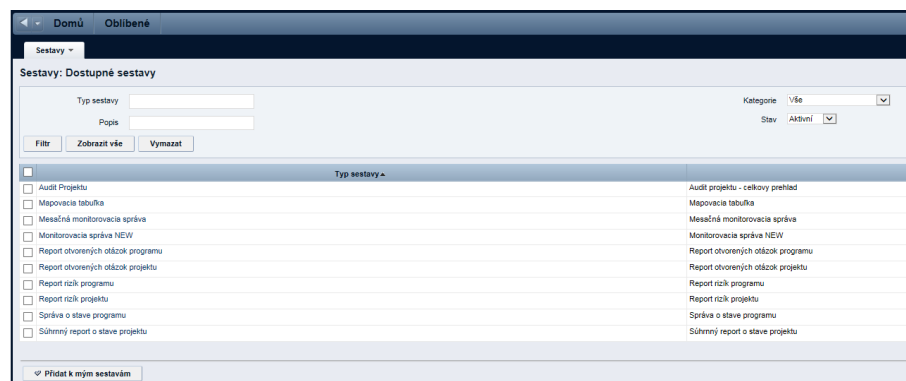 Domů Oblíbené
Sestavy
Sestavy: Dostupné sestavy
Typ sestavy Kategorie Vše
Popis Stav Aktivní
Filtr Zobrazit vše Vymazat
Typ sestavy
Audit Projektu Audit projektu - celkovy prehlad
Mapovacia tabuľka Mapovacia tabuľka
Mesačná monitorovacia správa Mesačná monitorovacia správa
Monitorovacia správa NEW Monitorovacia správa NEW
Report otvorených otázok programu Report otvorených otázok programu
Report otvorených otázok projektu Report otvorených otázok projektu
Report rizík programu Report rizík programu
Report rizík projektu Report rizík projektu
Správa o stave programu Správa o stave programu
Súhrnný report o stave projektu Súhrnný report o stave projektu
Přidat k mým sestavám